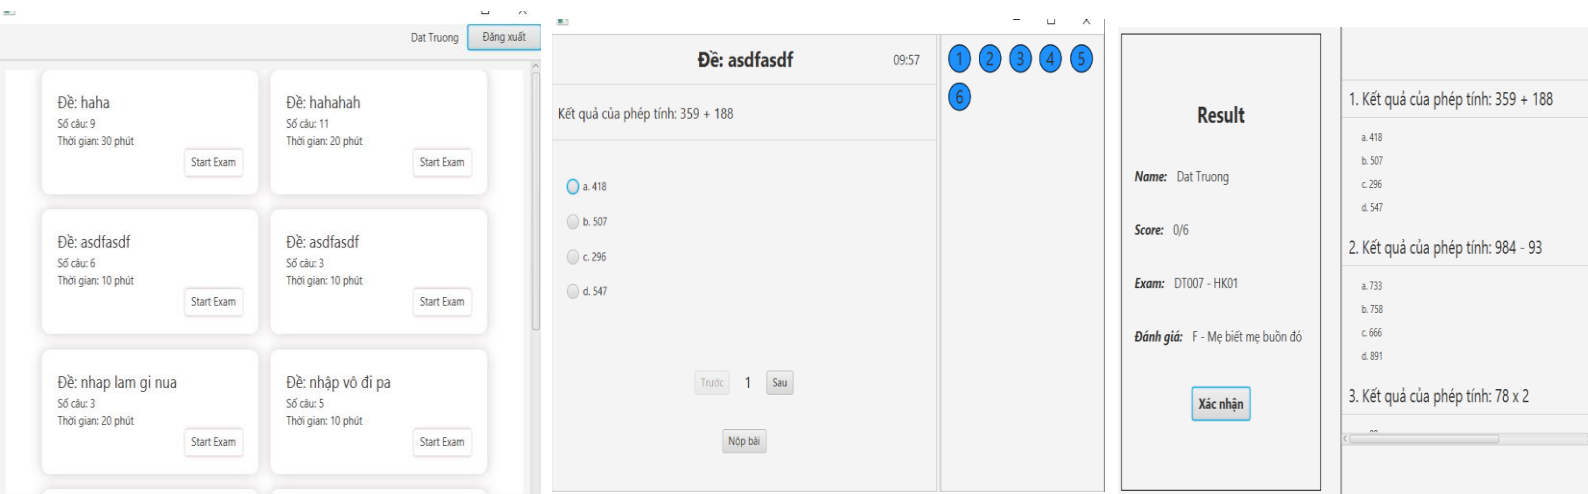 Dat Truong Đăng xuất
Đề: haha
Số câu: 9
Thời gian: 30 phút
Start Exam
Đề: hahahah
Số câu: 11
Thời gian: 20 phút
Start Exam
Đề: asdfasdf
Số câu: 6
Thời gian: 10 phút
Start Exam
Đề: asdfasdf
Số câu: 3
Thời gian: 10 phút
Start Exam
Đề: nhap lam gi nua
Số câu: 3
Thời gian: 20 phút
Start Exam
Đề: nhập vô đi pa
Số câu: 5
Thời gian: 10 phút
Start Exam
Đề: asdfasdf 09:57
Kết quả của phép tính: 359 + 188
a. 418
b. 507
c. 296
d. 547
Trước 1 Sau
Nộp bài
1 2 3 4 5
6
Result
Name: Dat Truong
Score: 0/6
Exam: DT007 - HK01
Đánh giá: F - Mẹ biết mẹ buồn đó
Xác nhận
1. Kết quả của phép tính: 359 + 188
a. 418
b. 507
c. 296
d. 547
2. Kết quả của phép tính: 984 - 93
a. 733
b. 758
c. 666
d. 891
3. Kết quả của phép tính: 78 x 2